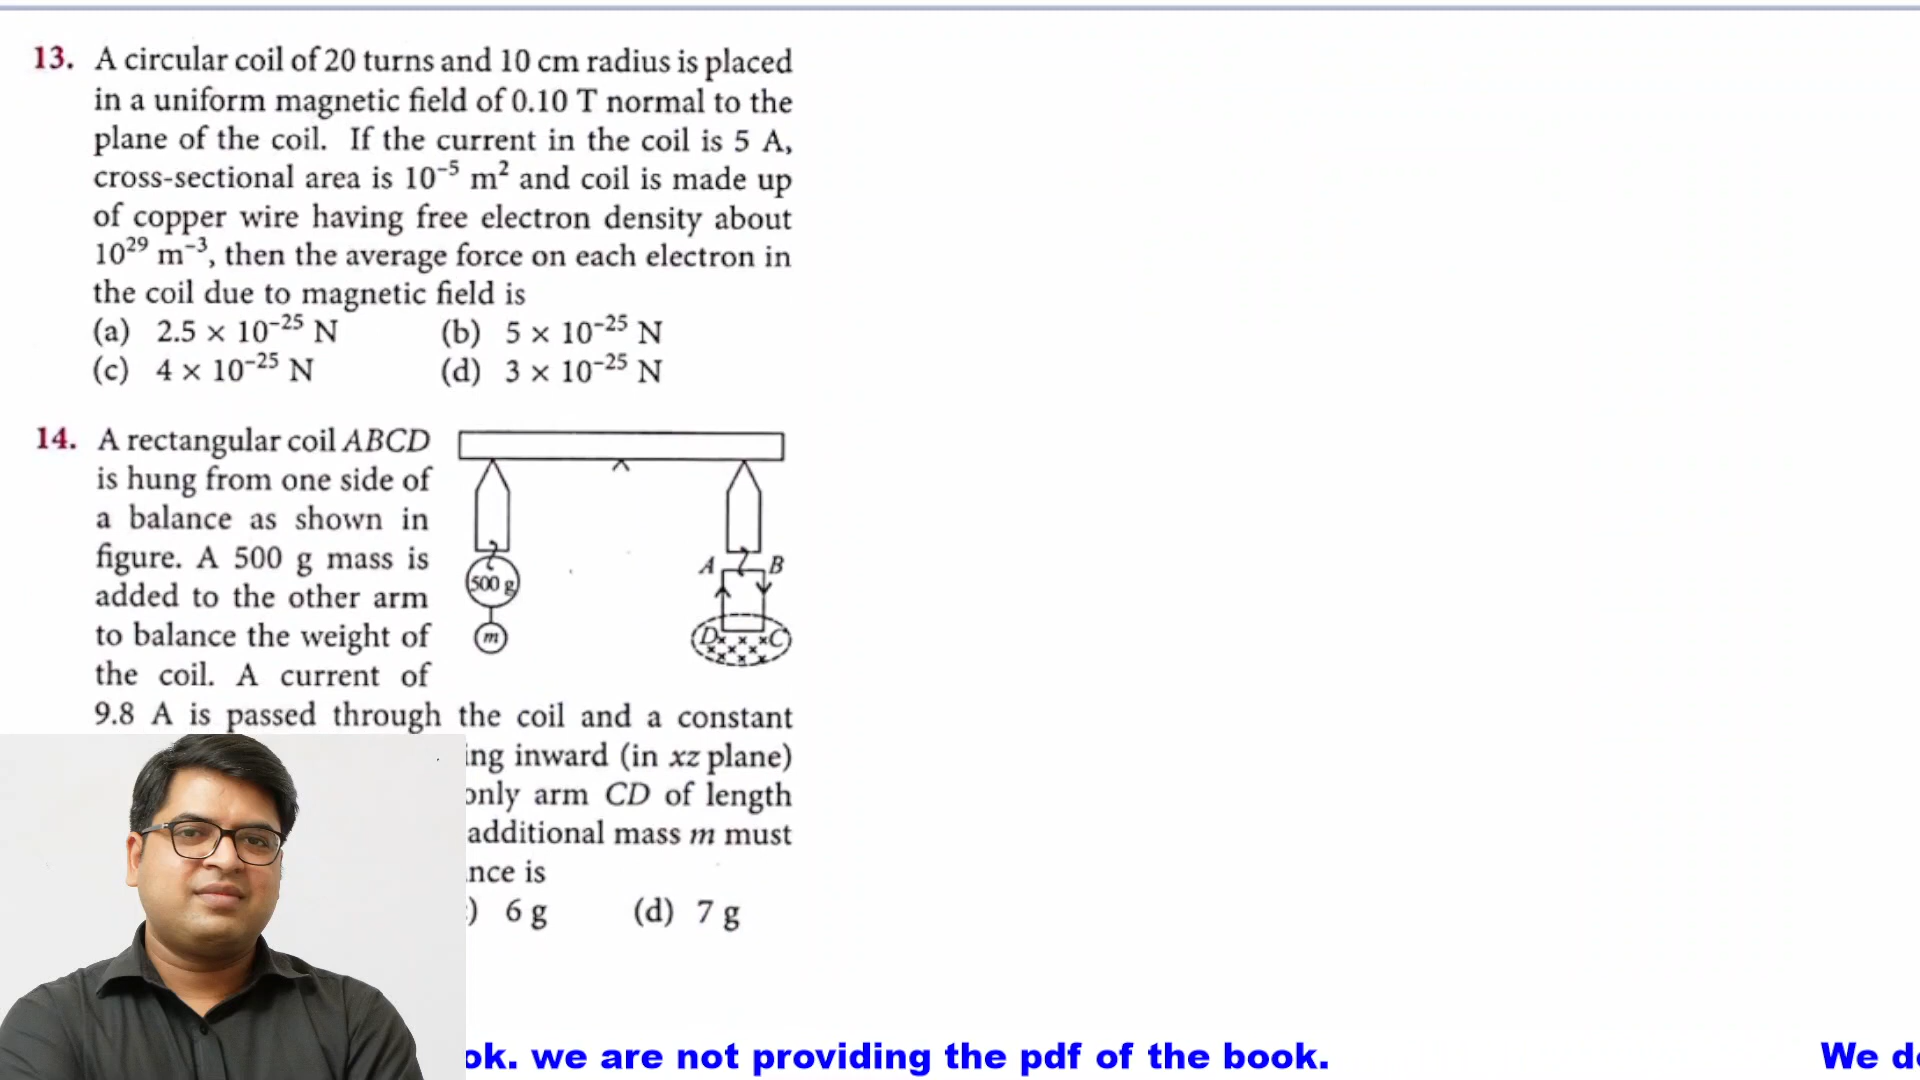 13. A circular coil of 20 turns and 10 cm radius is placed
in a uniform magnetic field of 0.10 T normal to the
plane of the coil. If the current in the coil is 5 A,
cross-sectional area is 10⁻⁵ m² and coil is made up
of copper wire having free electron density about
10²⁹ m⁻³, then the average force on each electron in
the coil due to magnetic field is
(a) 2.5 × 10⁻²⁵ N (b) 5 × 10⁻²⁵ N
(c) 4 × 10⁻²⁵ N (d) 3 × 10⁻²⁵ N
14. A rectangular coil ABCD
is hung from one side of
a balance as shown in
figure. A 500 g mass is
added to the other arm
to balance the weight of
the coil. A current of
500 g
m
A B
D C
9.8 A is passed through the coil and a constant
ing inward (in xz plane)
only arm CD of length
additional mass m must
nce is
) 6 g (d) 7 g
ok. we are not providing the pdf of the book. We d